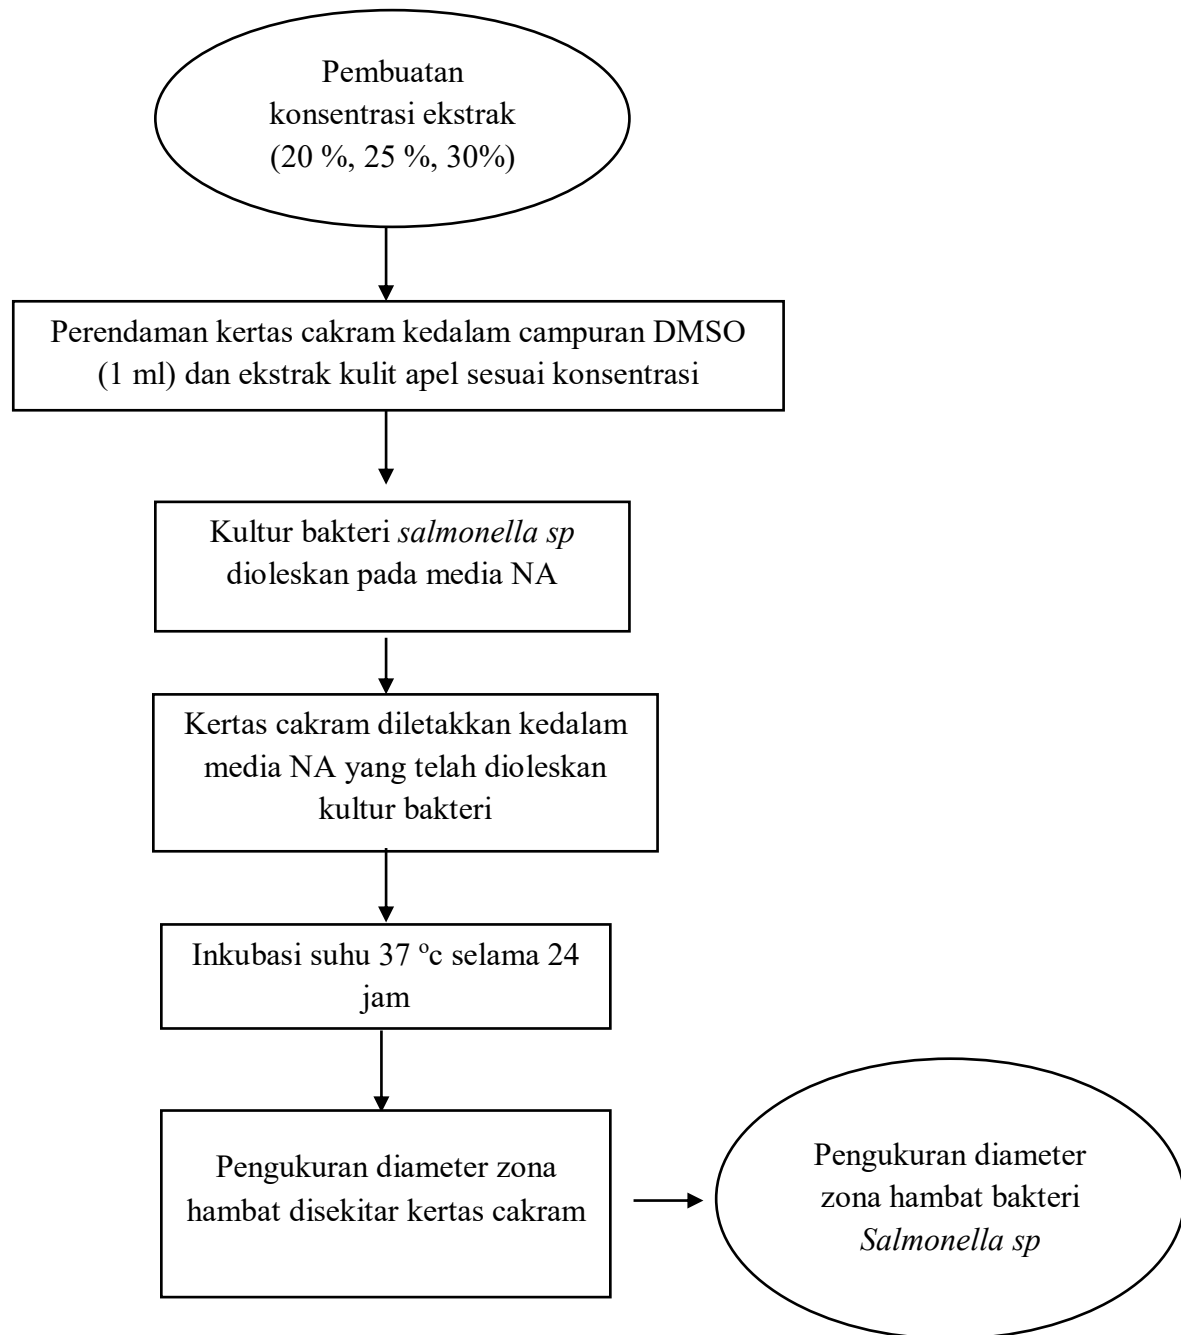 Pembuatan
konsentrasi ekstrak
(20 %, 25 %, 30%)
Perendaman kertas cakram kedalam campuran DMSO
(1 ml) dan ekstrak kulit apel sesuai konsentrasi
Kultur bakteri salmonella sp
dioleskan pada media NA
Kertas cakram diletakkan kedalam
media NA yang telah dioleskan
kultur bakteri
Inkubasi suhu 37 ºc selama 24
jam
Pengukuran diameter zona
hambat disekitar kertas cakram
Pengukuran diameter
zona hambat bakteri
Salmonella sp